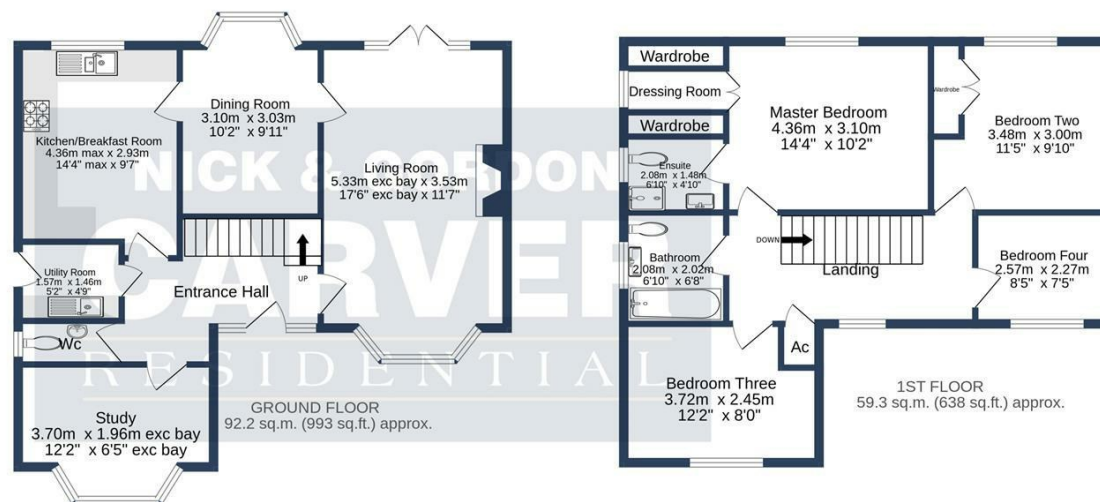 Kitchen/Breakfast Room
4.36m max x 2.93m
14'4" max x 9'7"
Dining Room
3.10m x 3.03m
10'2" x 9'11"
Living Room
5.33m exc bay x 3.53m
17'6" exc bay x 11'7"
Utility Room
1.57m x 1.46m
5'2" x 4'9"
Entrance Hall
UP
Wc
Study
3.70m x 1.96m exc bay
12'2" x 6'5" exc bay
GROUND FLOOR
92.2 sq.m. (993 sq.ft.) approx.
NICK & GORDON
CARVER
RESIDENTIAL
Wardrobe
Dressing Room
Wardrobe
Master Bedroom
4.36m x 3.10m
14'4" x 10'2"
Wardrobe
Bedroom Two
3.48m x 3.00m
11'5" x 9'10"
Ensuite
2.08m x 1.48m
6'10" x 4'10"
Bathroom
2.08m x 2.02m
6'10" x 6'8"
DOWN
Landing
Bedroom Four
2.57m x 2.27m
8'5" x 7'5"
Ac
Bedroom Three
3.72m x 2.45m
12'2" x 8'0"
1ST FLOOR
59.3 sq.m. (638 sq.ft.) approx.